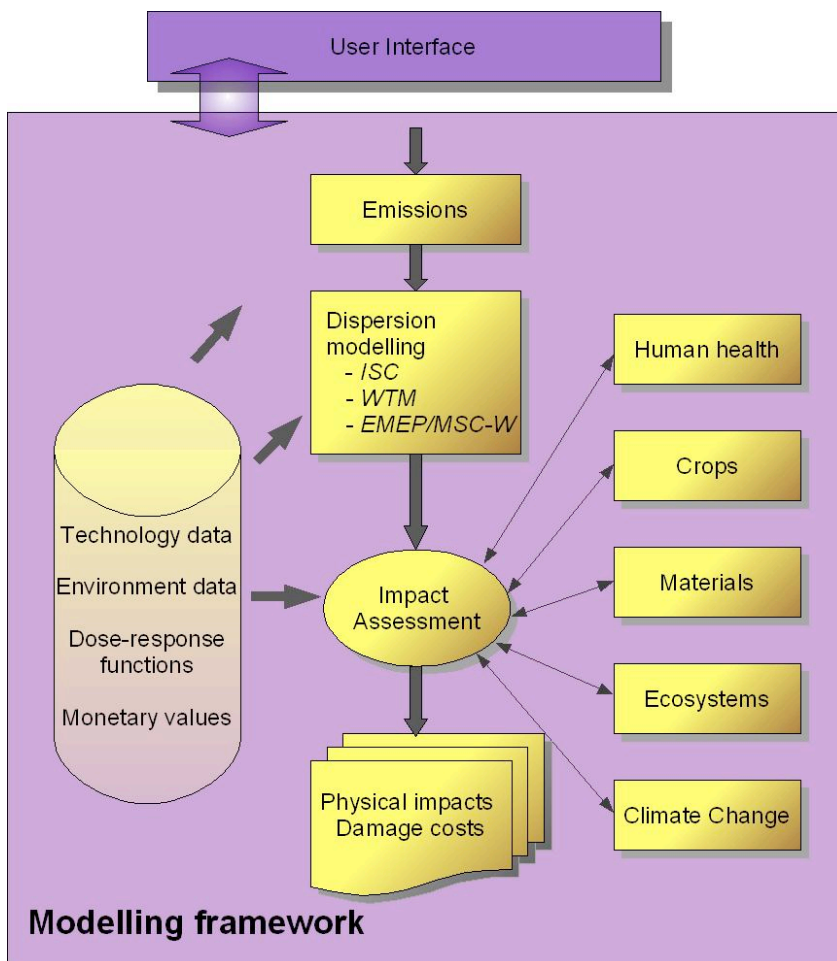 User Interface
Emissions
Dispersion
modelling
- ISC
- WTM
- EMEP/MSC-W
Human health
Crops
Technology data
Environment data
Dose-response
functions
Monetary values
Impact
Assessment
Materials
Ecosystems
Physical impacts
Damage costs
Climate Change
Modelling framework